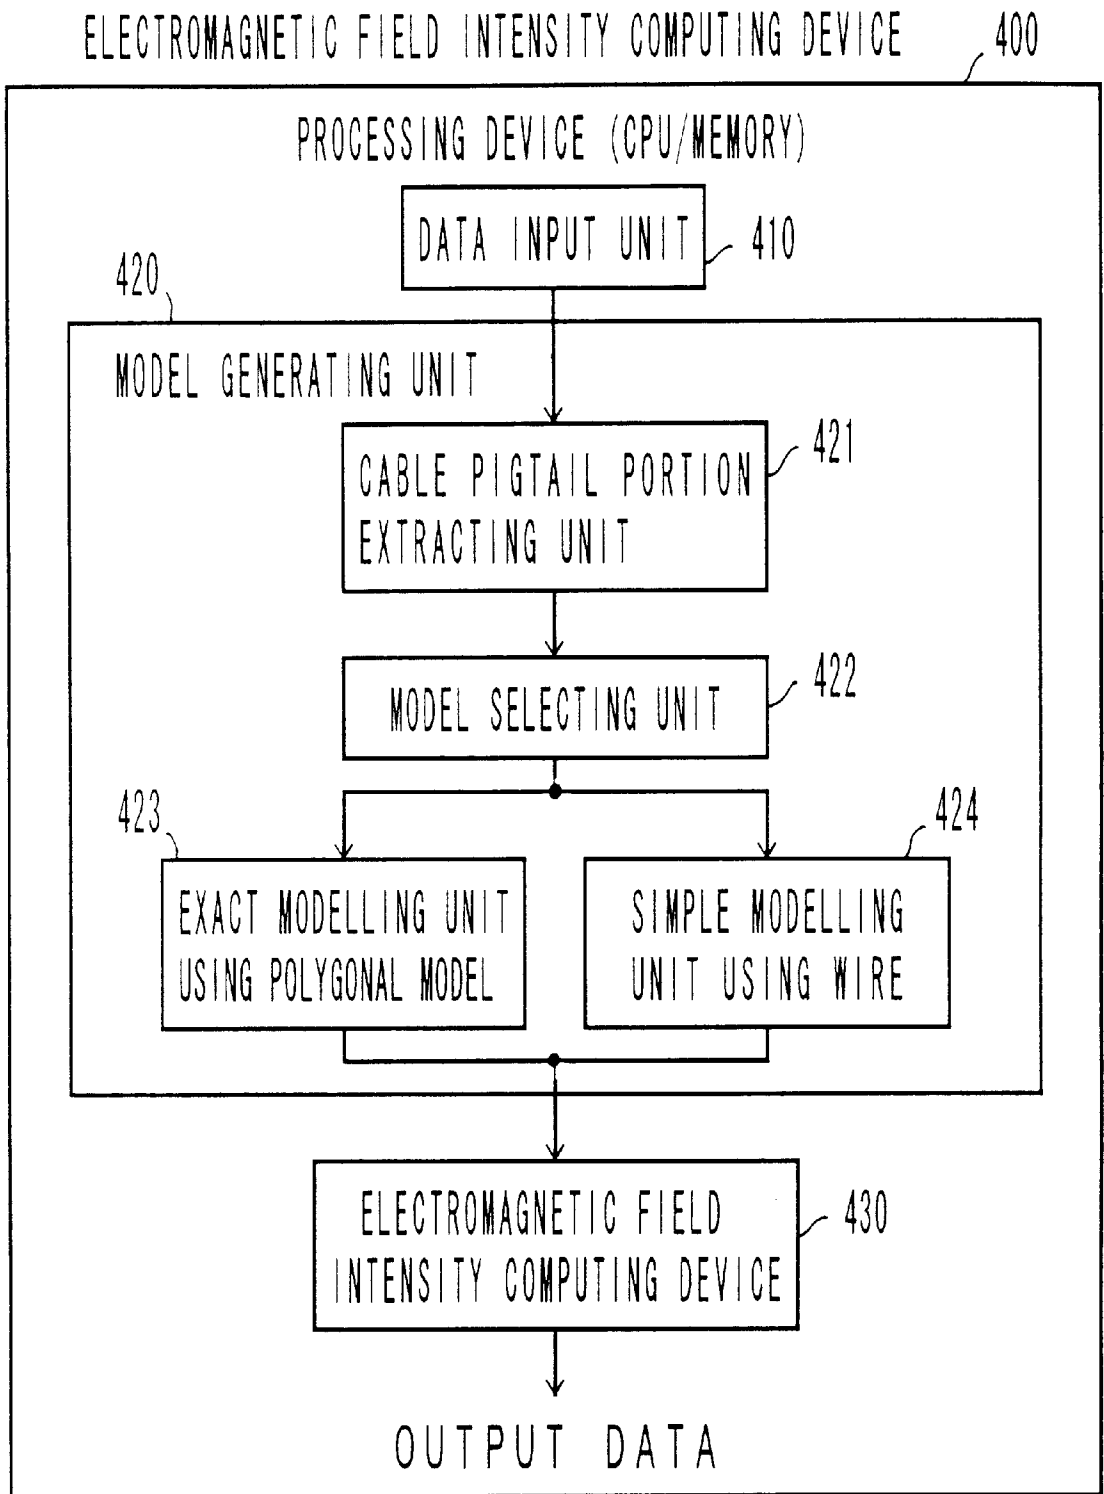 ELECTROMAGNETIC FIELD INTENSITY COMPUTING DEVICE
400
PROCESSING DEVICE (CPU/MEMORY)
DATA INPUT UNIT
410
420
MODEL GENERATING UNIT
421
CABLE PIGTAIL PORTION
EXTRACTING UNIT
422
MODEL SELECTING UNIT
423
424
EXACT MODELLING UNIT
USING POLYGONAL MODEL
SIMPLE MODELLING
UNIT USING WIRE
430
ELECTROMAGNETIC FIELD
INTENSITY COMPUTING DEVICE
OUTPUT DATA